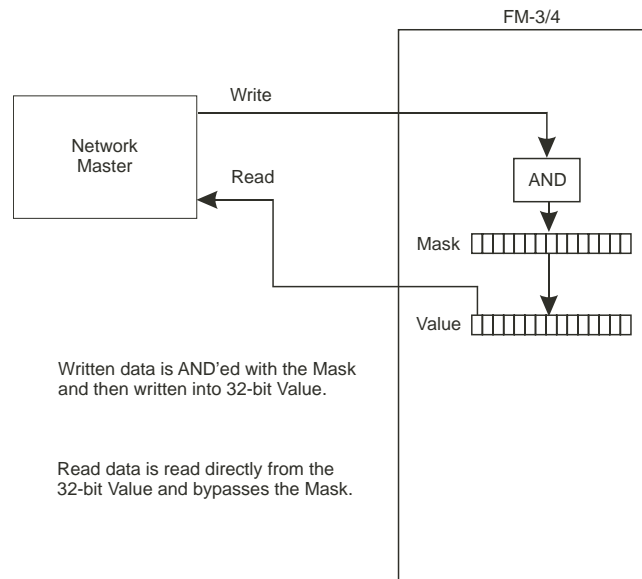 FM-3/4
Write
Network
Master
Read
AND
Mask
Value
Written data is AND’ed with the Mask
and then written into 32-bit Value.
Read data is read directly from the
32-bit Value and bypasses the Mask.